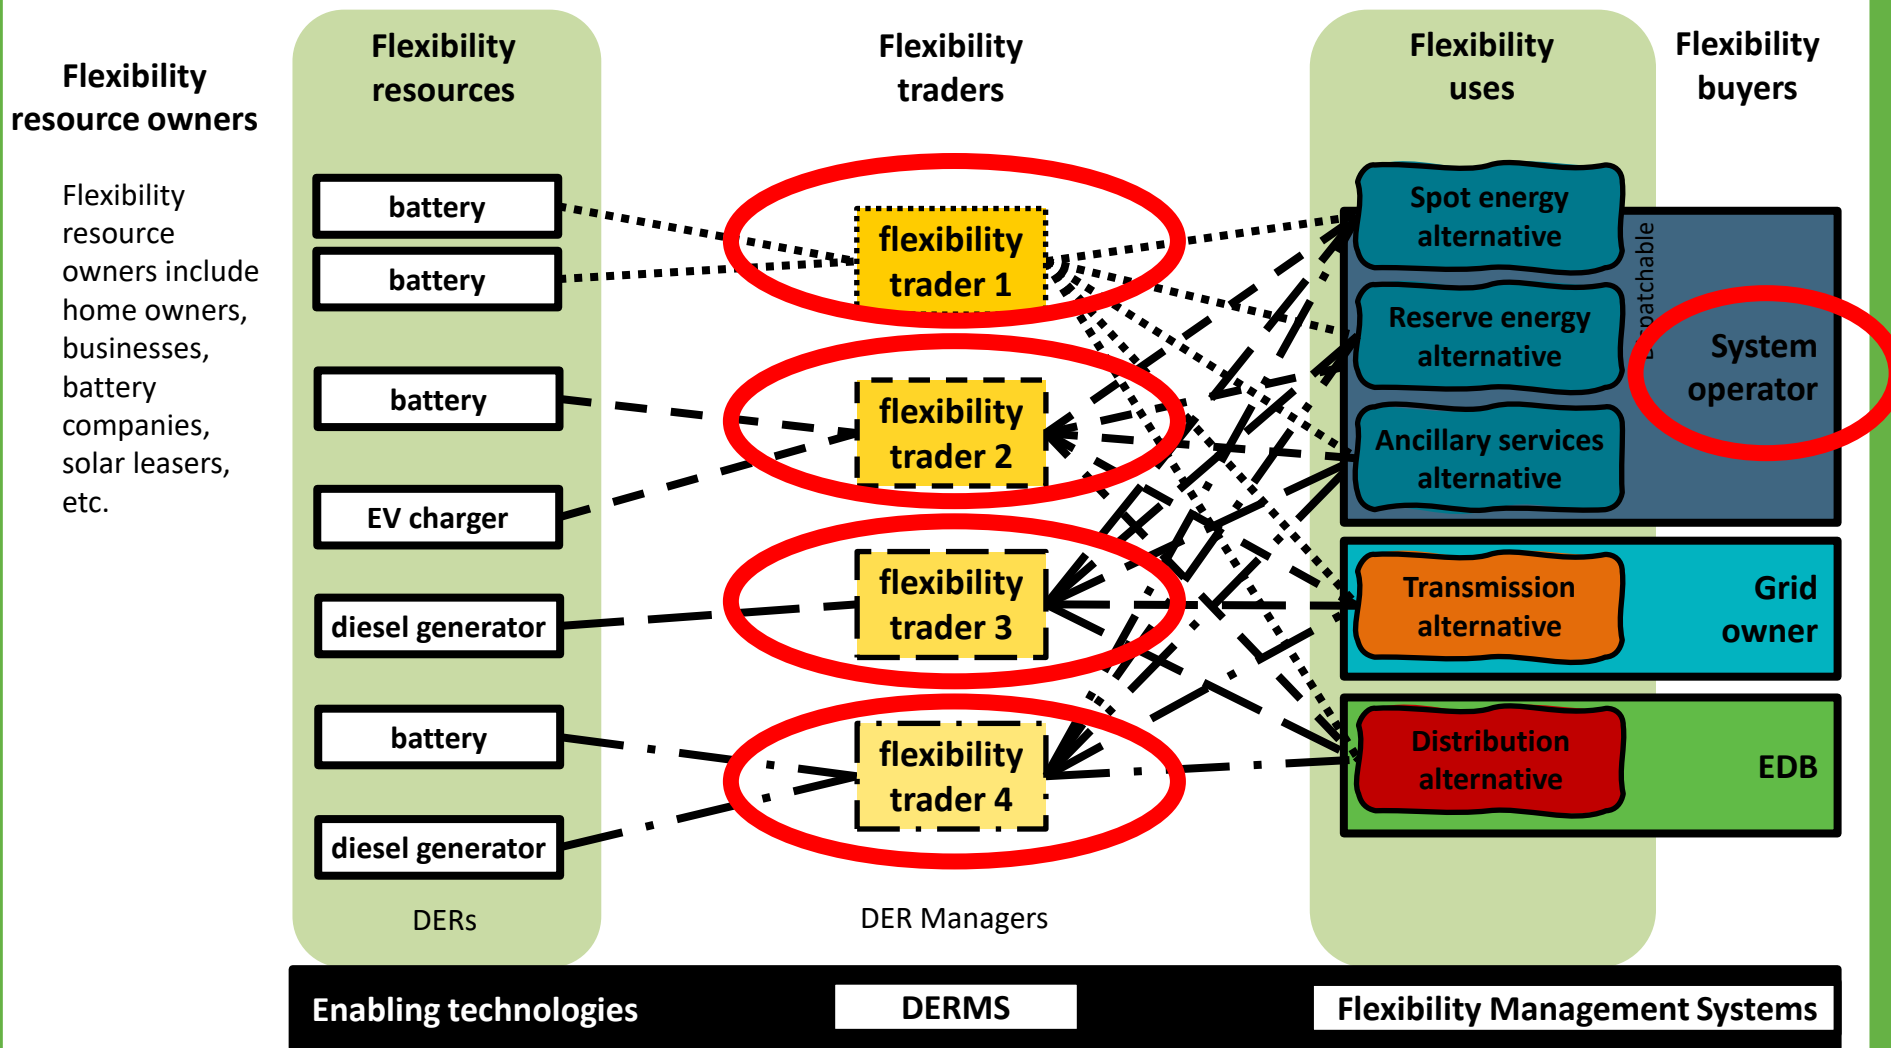 Flexibility
resource owners
Flexibility
resource
owners include
home owners,
businesses,
battery
companies,
solar leasers,
etc.
Flexibility
resources
battery
battery
battery
EV charger
diesel generator
battery
diesel generator
DERs
Flexibility
traders
flexibility
trader 1
flexibility
trader 2
flexibility
trader 3
flexibility
trader 4
DER Managers
Flexibility
uses
Spot energy
alternative
Reserve energy
alternative
Ancillary services
alternative
Transmission
alternative
Distribution
alternative
Flexibility
buyers
System
operator
Grid
owner
EDB
Enabling technologies
DERMS
Flexibility Management Systems